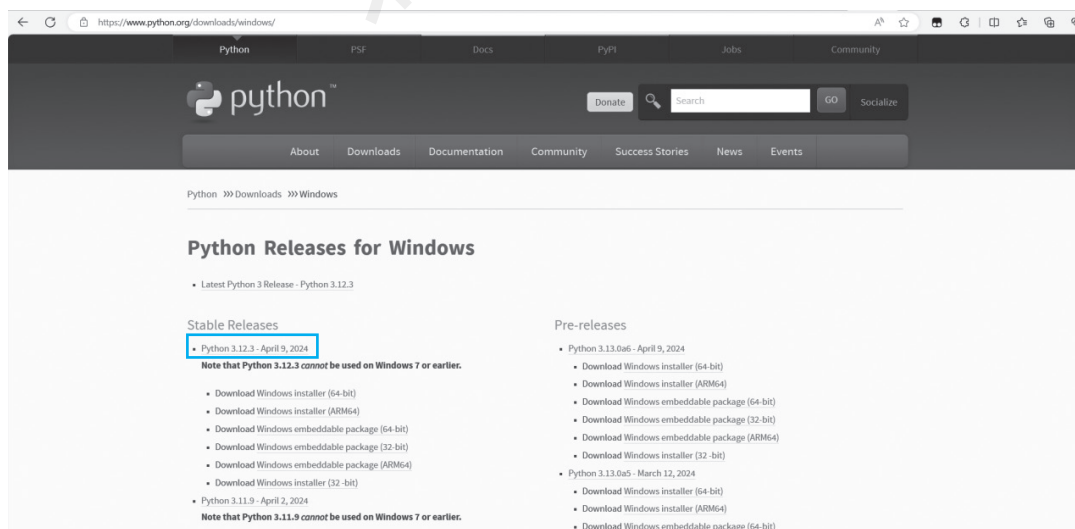 https://www.python.org/downloads/windows/
Python PSF Docs PyPI Jobs Community
python™
Donate Search GO Socialize
About Downloads Documentation Community Success Stories News Events
Python »» Downloads »» Windows
Python Releases for Windows
• Latest Python 3 Release - Python 3.12.3
Stable Releases
• Python 3.12.3 - April 9, 2024
Note that Python 3.12.3 cannot be used on Windows 7 or earlier.
• Download Windows installer (64-bit)
• Download Windows installer (ARM64)
• Download Windows embeddable package (64-bit)
• Download Windows embeddable package (32-bit)
• Download Windows embeddable package (ARM64)
• Download Windows installer (32 -bit)
• Python 3.11.9 - April 2, 2024
Note that Python 3.11.9 cannot be used on Windows 7 or earlier.
Pre-releases
• Python 3.13.0a6 - April 9, 2024
• Download Windows installer (64-bit)
• Download Windows installer (ARM64)
• Download Windows embeddable package (64-bit)
• Download Windows embeddable package (32-bit)
• Download Windows embeddable package (ARM64)
• Download Windows installer (32 -bit)
• Python 3.13.0a5 - March 12, 2024
• Download Windows installer (64-bit)
• Download Windows installer (ARM64)
• Download Windows embeddable package (64-bit)